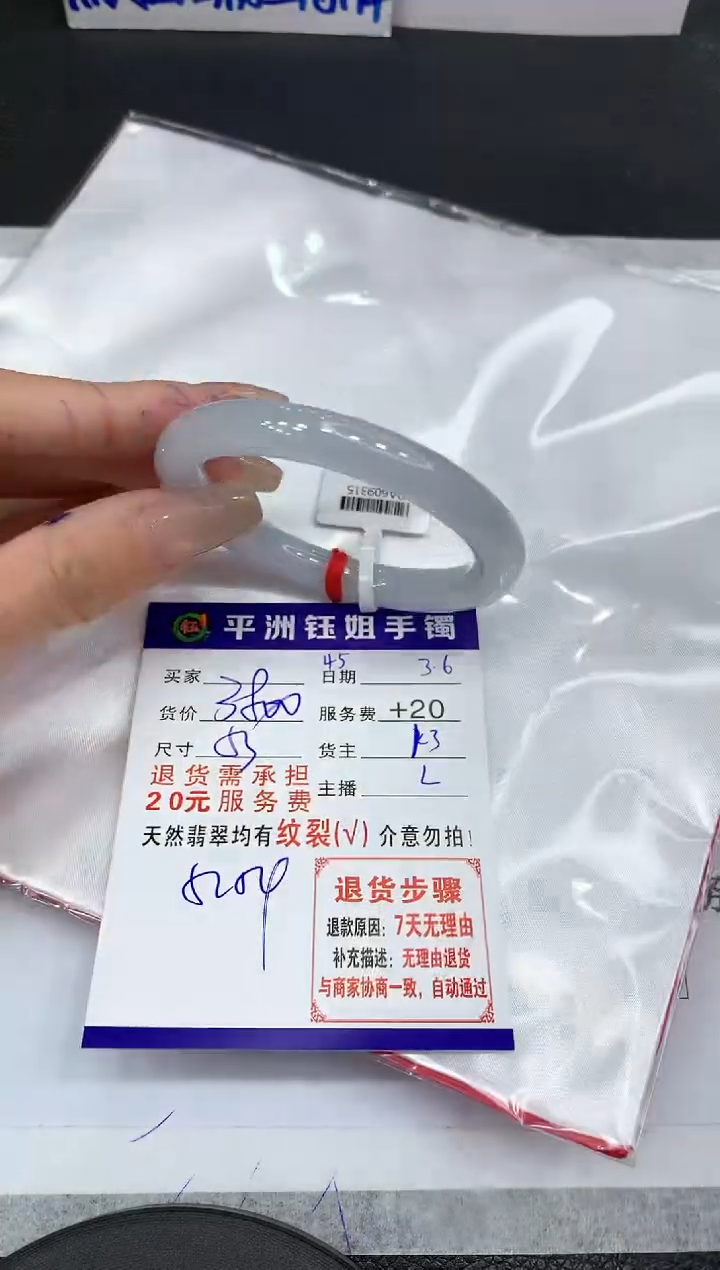 平洲钰姐手镯
买家 日期 45 3.6
货价 3800 服务费 +20
尺寸 53 货主 k3
退货需承担 主播 L
20元服务费
天然翡翠均有纹裂(√) 介意勿拍!
5204
退货步骤
退款原因: 7天无理由
补充描述: 无理由退货
与商家协商一致,自动通过